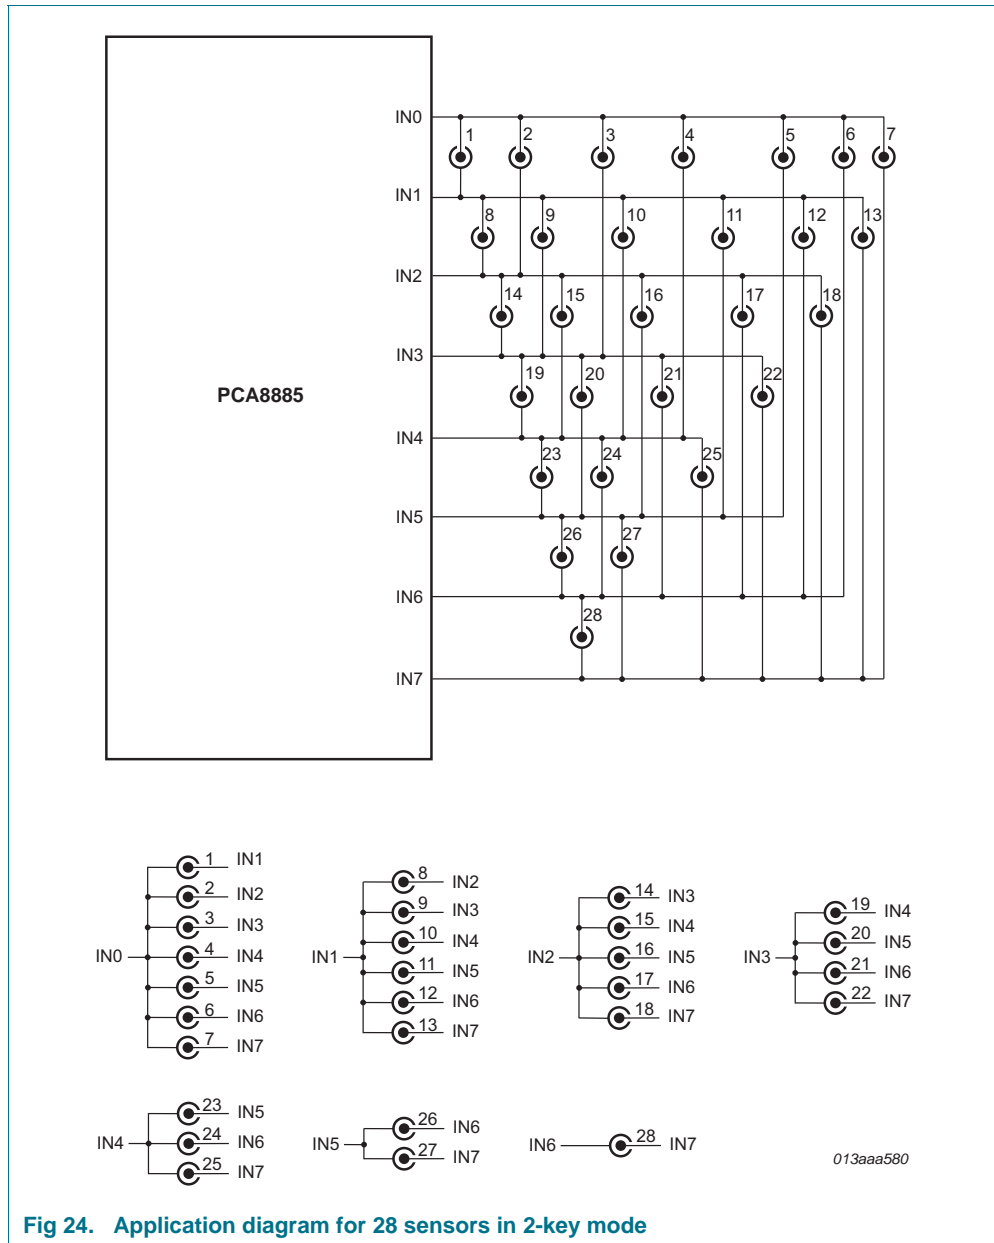 IN0
1 2 3 4 5 6 7
IN1
8 9 10 11 12 13
IN2
14 15 16 17 18
IN3
19 20 21 22
PCA8885
IN4
23 24 25
IN5
26 27
IN6
28
IN7
IN0
1 IN1
2 IN2
3 IN3
4 IN4
5 IN5
6 IN6
7 IN7
IN1
8 IN2
9 IN3
10 IN4
11 IN5
12 IN6
13 IN7
IN2
14 IN3
15 IN4
16 IN5
17 IN6
18 IN7
IN3
19 IN4
20 IN5
21 IN6
22 IN7
IN4
23 IN5
24 IN6
25 IN7
IN5
26 IN6
27 IN7
IN6 28 IN7
013aaa580
Fig 24. Application diagram for 28 sensors in 2-key mode